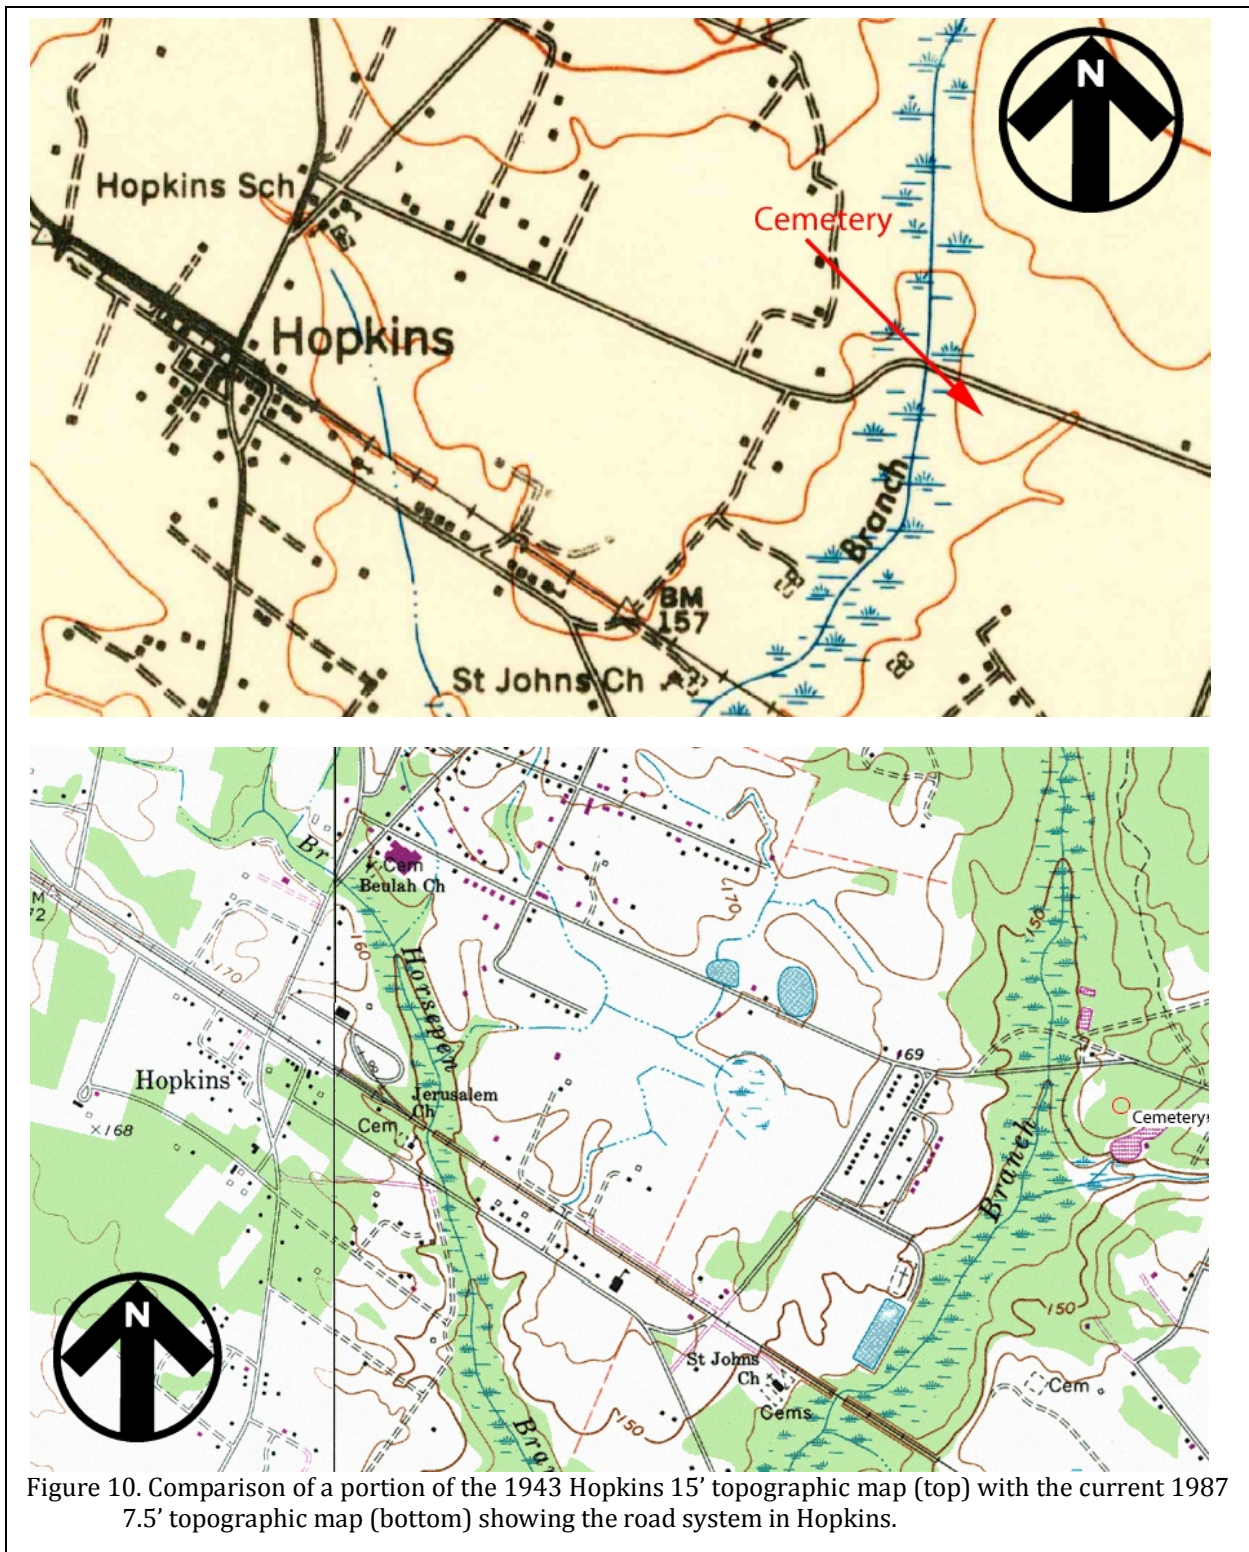 N
Hopkins Sch
Cemetery
Hopkins
Branch
BM
157
St Johns Ch
Br
Cem
Beulah Ch
M
72
160
170
170
150
Horsepen
169
Hopkins
Jerusalem
Ch
Cemetery
Cem
×168
Branch
N
150
St Johns
Ch
Cem
Cems
150
Bran
Figure 10. Comparison of a portion of the 1943 Hopkins 15’ topographic map (top) with the current 1987
7.5’ topographic map (bottom) showing the road system in Hopkins.